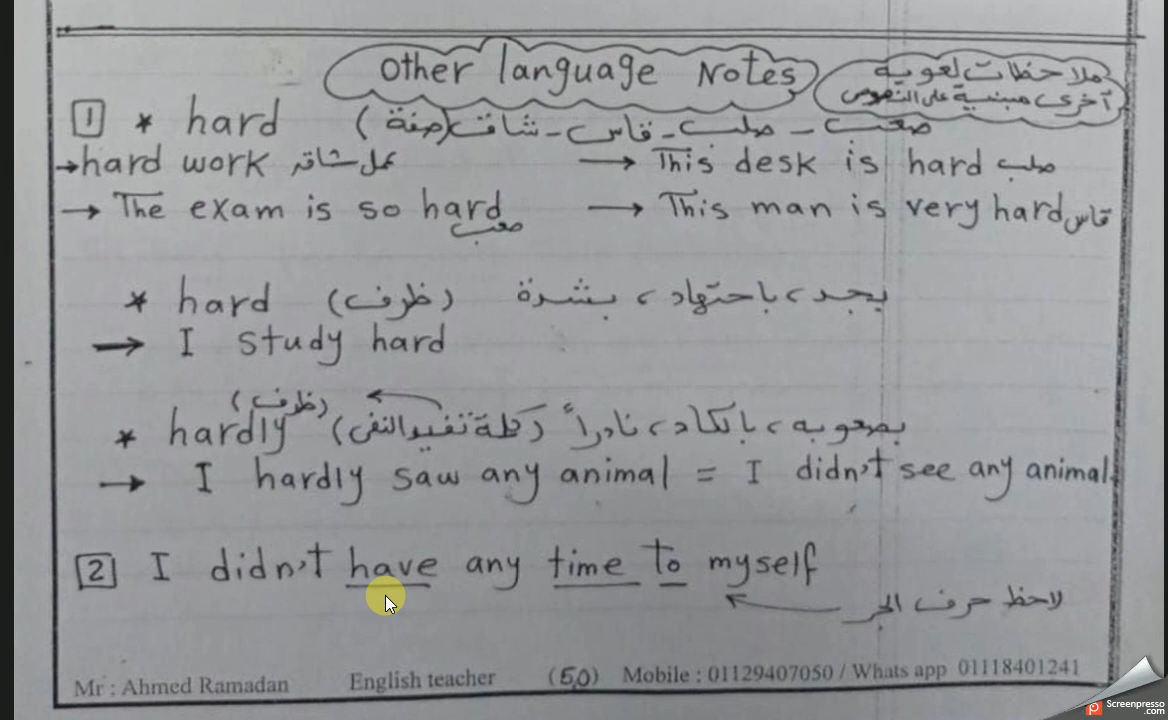 Other language Notes
ملاحظات لغوية
أخرى مبنية على النصوص
1 * hard (صفة) صعب - صلب - قاس - شاق
→ hard work عمل شاق → This desk is hard صلب
→ The exam is so hard صعب → This man is very hard قاس
* hard (ظرف) بجد، باجتهاد، بشدة
→ I study hard
(ظرف)
* hardly بصعوبه، بالكاد، نادراً (كلمة تفيد النفى)
→ I hardly saw any animal = I didn't see any animal.
2 I didn't have any time to myself
لاحظ حرف الجر
Mr : Ahmed Ramadan English teacher (50) Mobile : 01129407050 / Whats app 01118401241
Screenpresso
.com